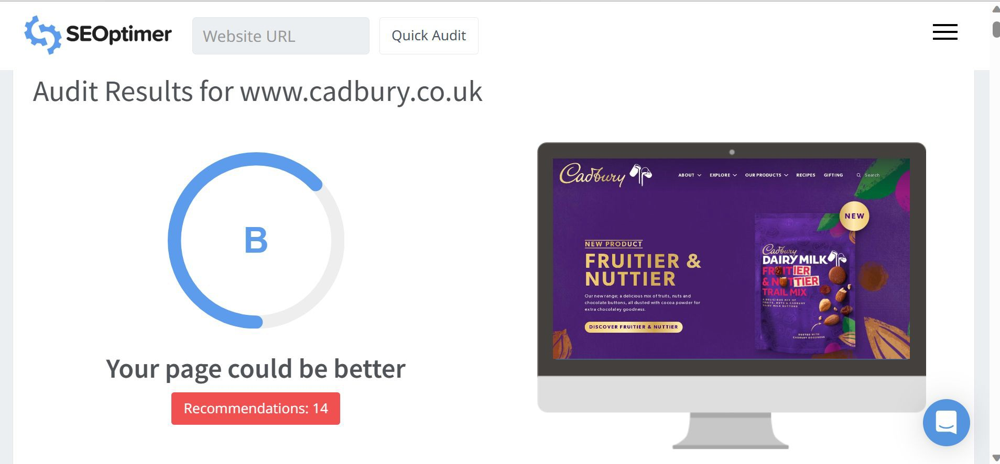 SEOptimer
Website URL
Quick Audit
Audit Results for www.cadbury.co.uk
B
Your page could be better
Recommendations: 14
Cadbury
ABOUT
EXPLORE
OUR PRODUCTS
RECIPES
GIFTING
Search
NEW
NEW PRODUCT
FRUITIER &
NUTTIER
Our new range; a delicious mix of fruits, nuts and
chocolate buttons, all dusted with cocoa powder for
extra chocolatey goodness.
DISCOVER FRUITIER & NUTTIER
Cadbury
DAIRY MILK
FRUITIER
& NUTTIER
TRAIL MIX
A DELICIOUS MIX OF
FRUITS, NUTS & CADBURY
DAIRY MILK BUTTONS
DUSTED WITH
CADBURY GOODNESS